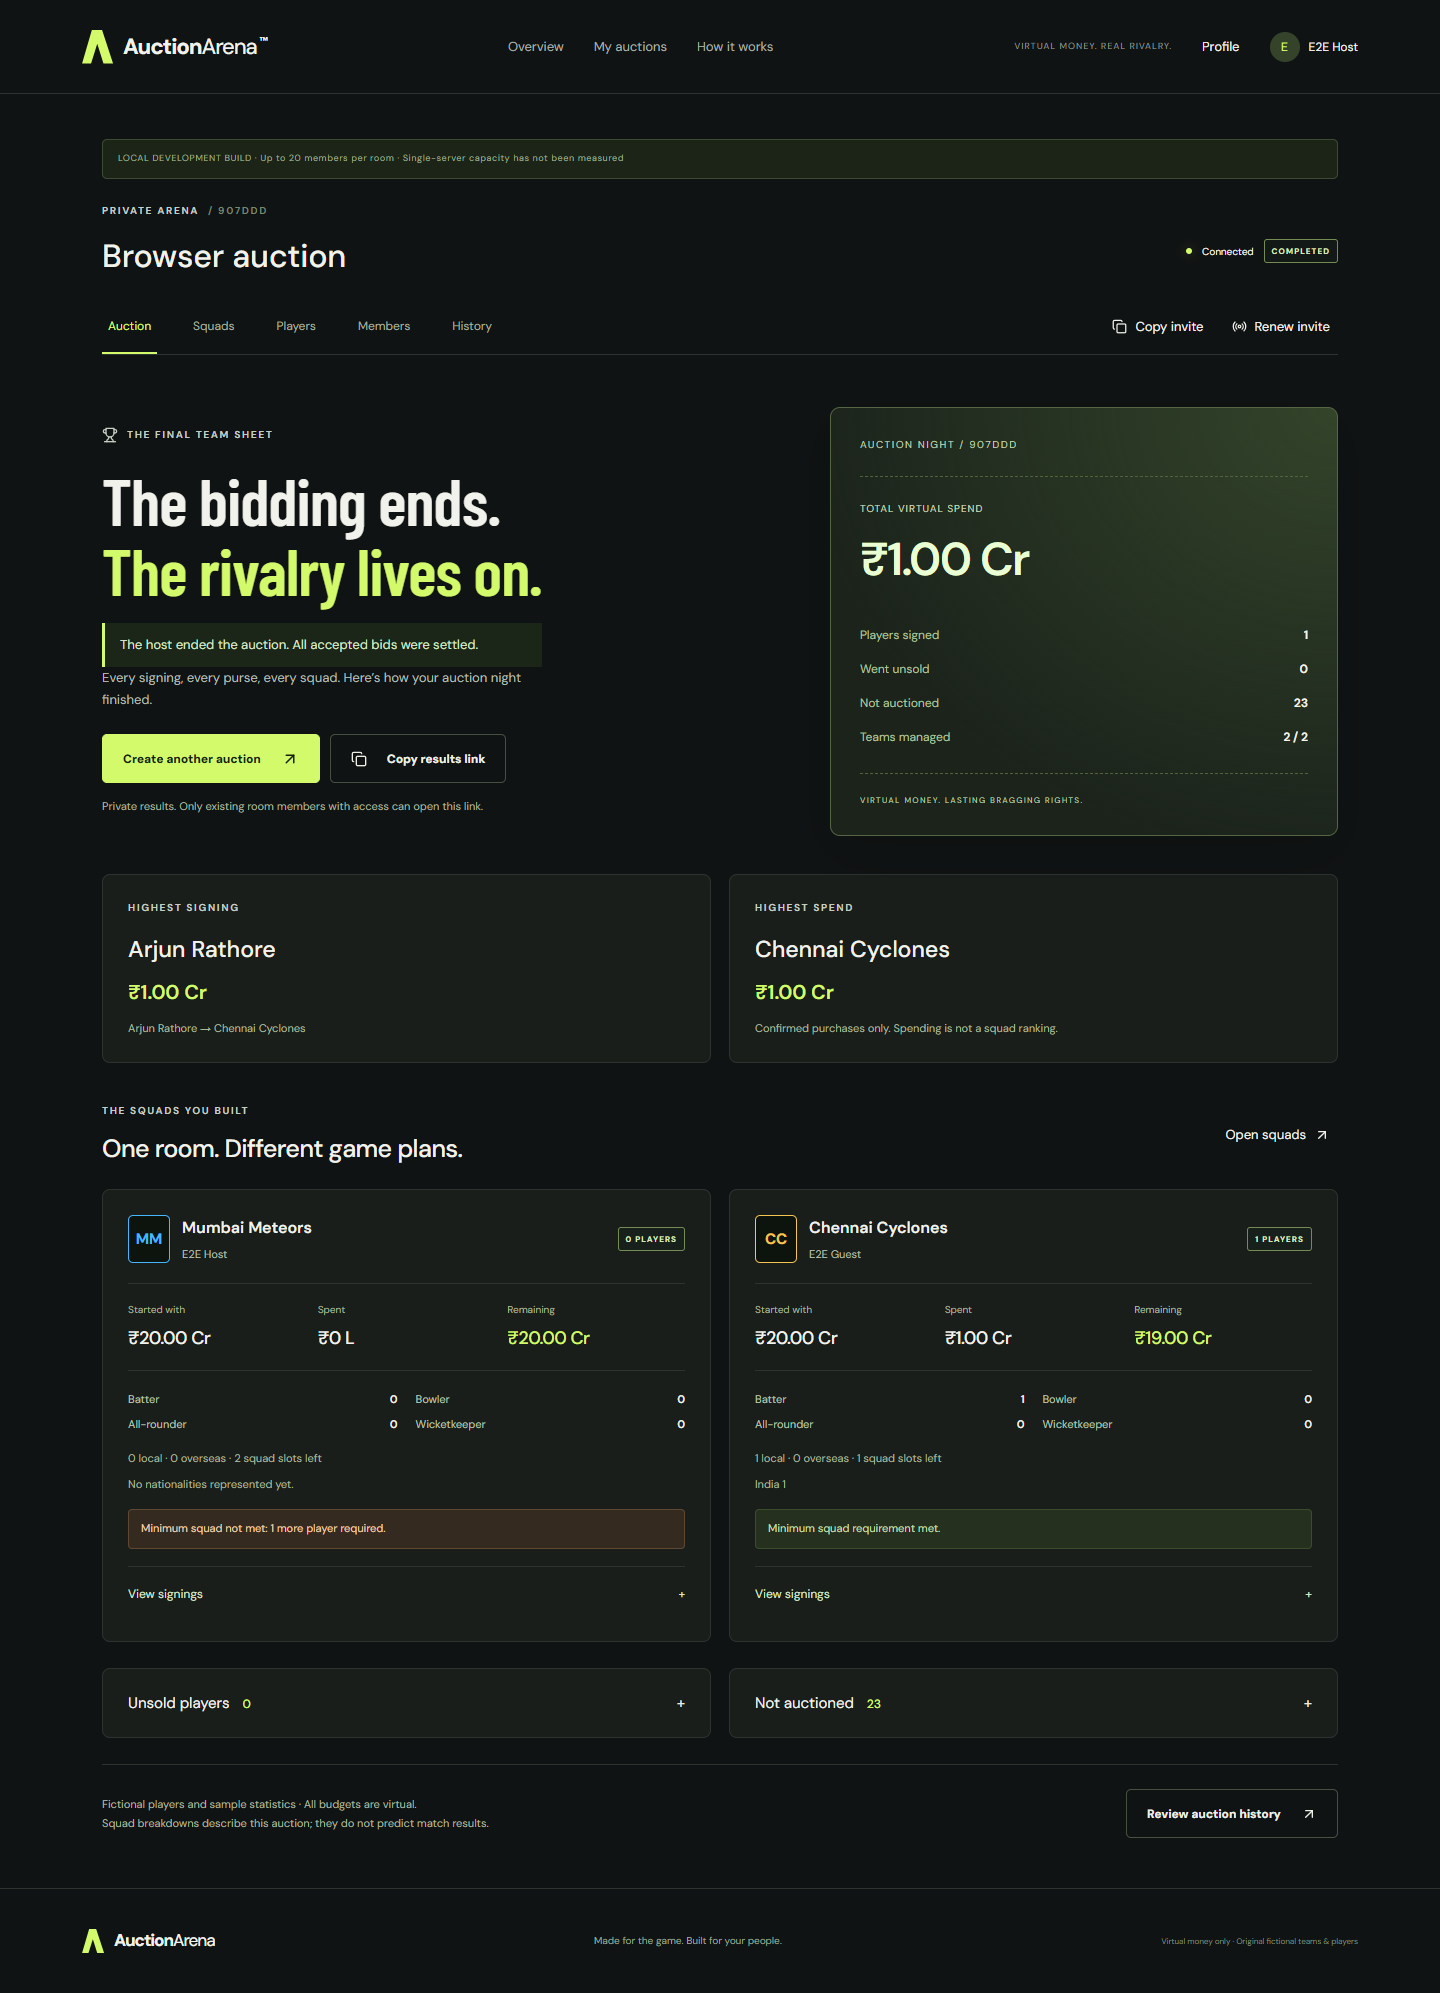 AuctionArena™
Overview
My auctions
How it works
VIRTUAL MONEY. REAL RIVALRY.
Profile
E
E2E Host
LOCAL DEVELOPMENT BUILD · Up to 20 members per room · Single-server capacity has not been measured
PRIVATE ARENA / 907DDD
Browser auction
Connected
COMPLETED
Auction
Squads
Players
Members
History
Copy invite
Renew invite
THE FINAL TEAM SHEET
The bidding ends.
The rivalry lives on.
The host ended the auction. All accepted bids were settled.
Every signing, every purse, every squad. Here's how your auction night
finished.
Create another auction
Copy results link
Private results. Only existing room members with access can open this link.
AUCTION NIGHT / 907DDD
TOTAL VIRTUAL SPEND
₹1.00 Cr
Players signed 1
Went unsold 0
Not auctioned 23
Teams managed 2 / 2
VIRTUAL MONEY. LASTING BRAGGING RIGHTS.
HIGHEST SIGNING
Arjun Rathore
₹1.00 Cr
Arjun Rathore → Chennai Cyclones
HIGHEST SPEND
Chennai Cyclones
₹1.00 Cr
Confirmed purchases only. Spending is not a squad ranking.
THE SQUADS YOU BUILT
One room. Different game plans.
Open squads
MM
Mumbai Meteors
E2E Host
0 PLAYERS
Started with Spent Remaining
₹20.00 Cr ₹0 L ₹20.00 Cr
Batter 0 Bowler 0
All-rounder 0 Wicketkeeper 0
0 local · 0 overseas · 2 squad slots left
No nationalities represented yet.
Minimum squad not met: 1 more player required.
View signings +
CC
Chennai Cyclones
E2E Guest
1 PLAYERS
Started with Spent Remaining
₹20.00 Cr ₹1.00 Cr ₹19.00 Cr
Batter 1 Bowler 0
All-rounder 0 Wicketkeeper 0
1 local · 0 overseas · 1 squad slots left
India 1
Minimum squad requirement met.
View signings +
Unsold players 0 +
Not auctioned 23 +
Fictional players and sample statistics · All budgets are virtual.
Squad breakdowns describe this auction; they do not predict match results.
Review auction history
AuctionArena
Made for the game. Built for your people.
Virtual money only · Original fictional teams & players